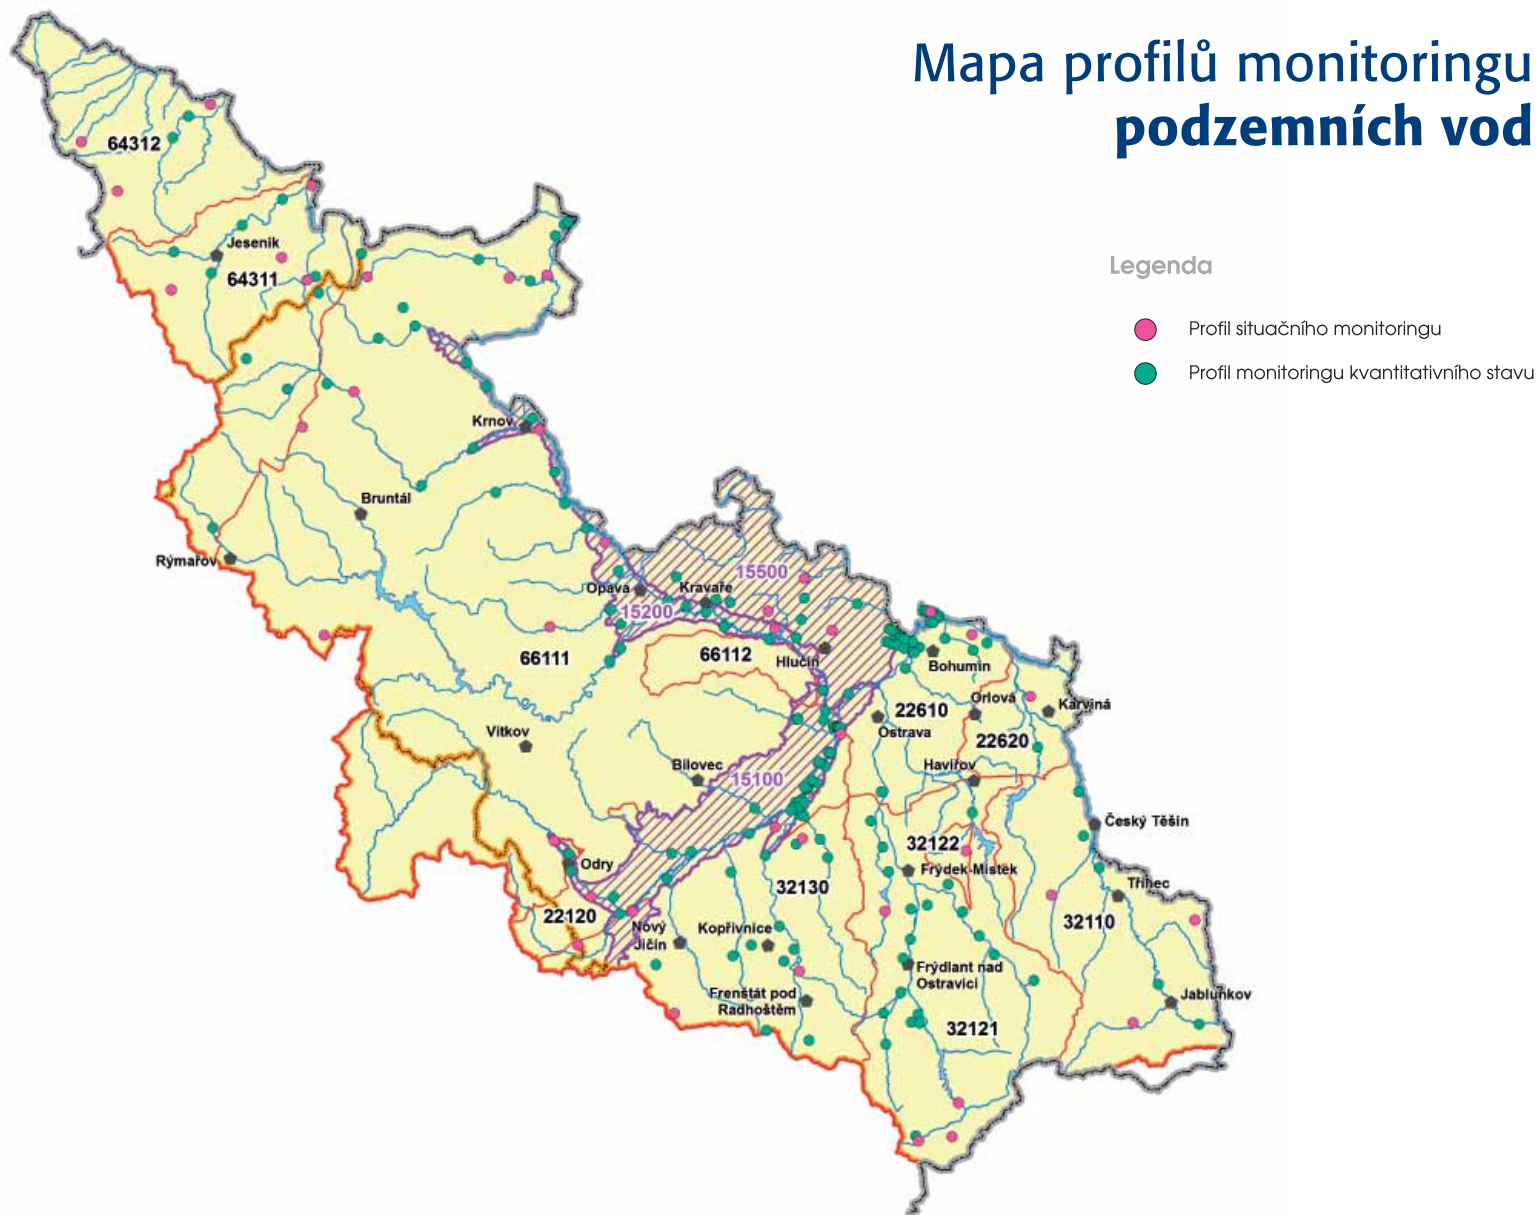 Mapa profilů monitoringu
podzemních vod
Legenda
Profil situačního monitoringu
Profil monitoringu kvantitativního stavu
64312
Jeseník
64311
Krnov
Bruntál
Rýmařov
15500
Opava
Kravaře
15200
66111
66112
Hlučín
Bohumín
Orlová
Karviná
22610
Ostrava
22620
Vítkov
Bílovec
15100
Havířov
Český Těšín
32122
Frýdek-Místek
Odry
32130
Třinec
22120
32110
Nový
Jičín
Kopřivnice
Frýdlant nad
Ostravicí
Frenštát pod
Radhoštěm
Jablunkov
32121